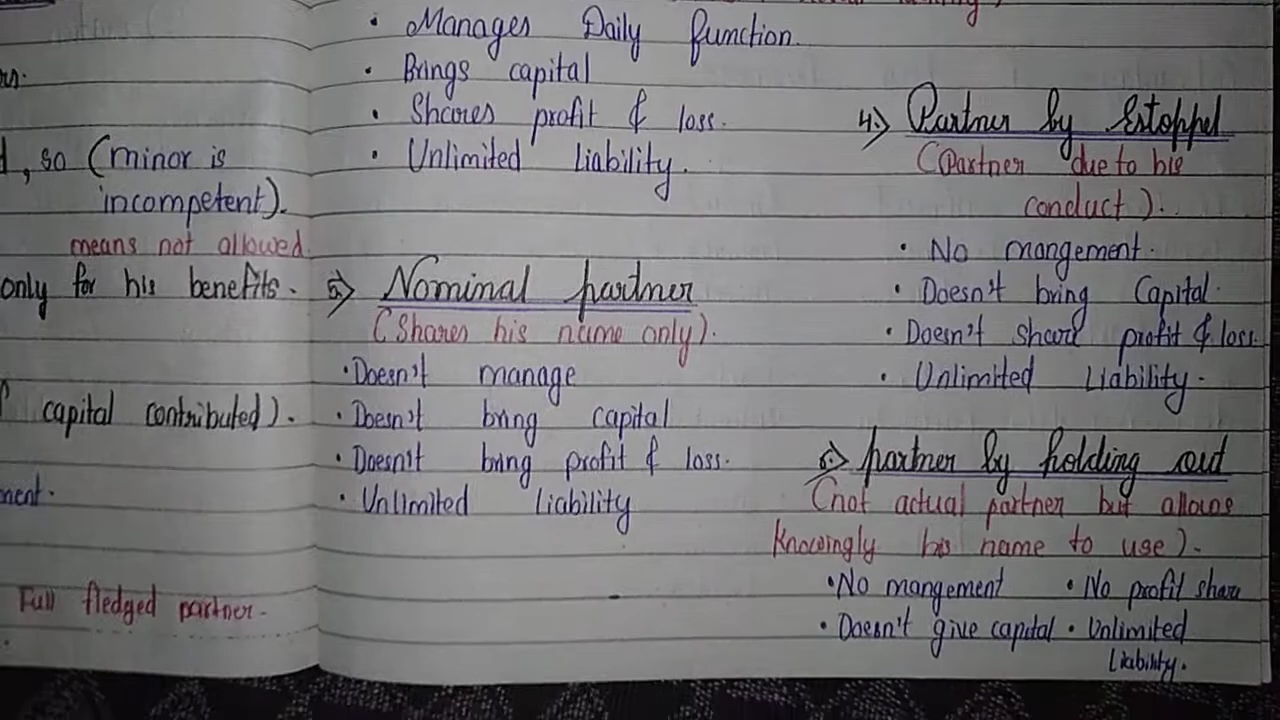 rs.
d, so (minor is
incompetent).
means not allowed.
only for his benefits.
capital contributed).
ment.
Full fledged partner.
• Manages Daily function.
• Brings capital
• Shares profit & loss.
• Unlimited liability.
5.⇒ Nominal partner
(Shares his name only).
• Doesn't manage
• Doesn't bring capital
• Doesn't bring profit & loss.
• Unlimited liability
4.⇒ Partner by Estoppel
(Partner due to his
conduct).
• No mangement.
• Doesn't bring Capital.
• Doesn't share profit & loss.
• Unlimited Liability.
6.⇒ partner by holding out
(not actual partner but allows
knowingly his name to use).
• No mangement • No profit share
• Doesn't give capital • Unlimited
Liability.